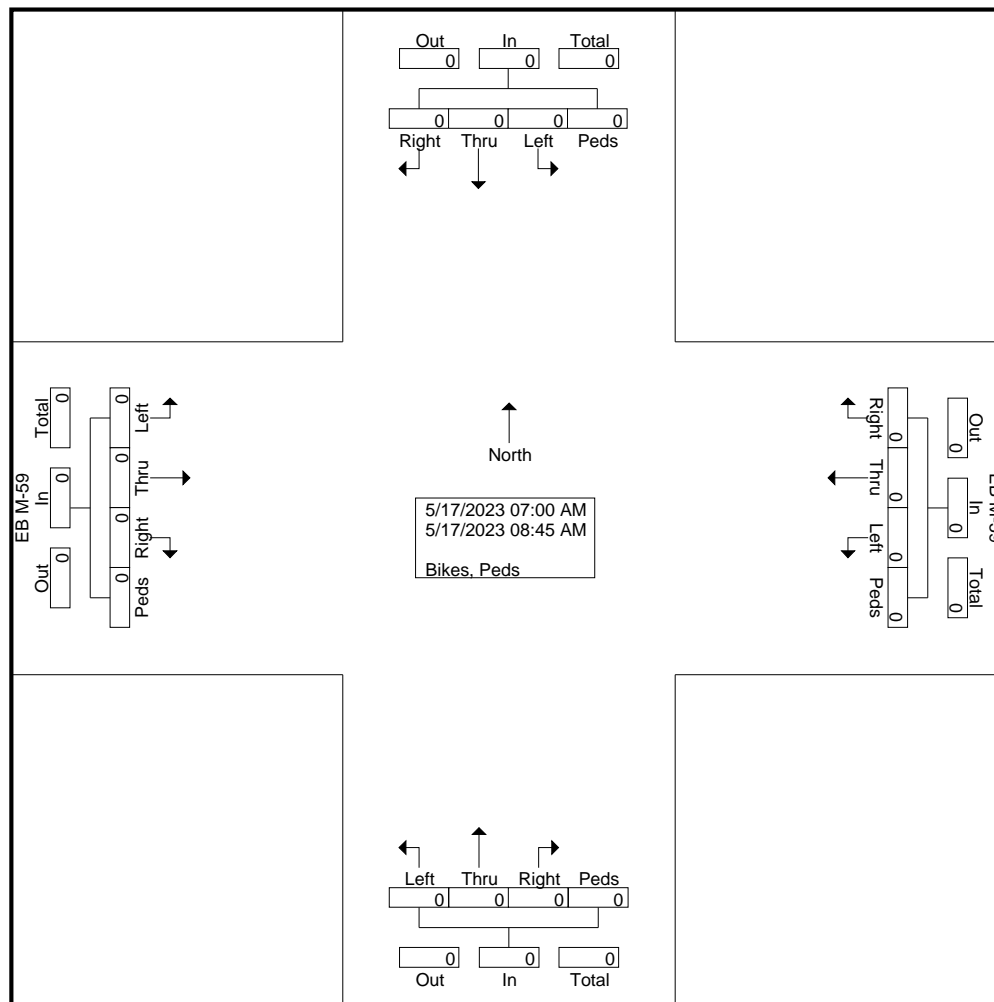 Out In Total
0 0 0
0 0 0 0
Right Thru Left Peds
EB M-59
Total In Out
0 0 0
0 0 0 0
Left Thru Right Peds
North
5/17/2023 07:00 AM
5/17/2023 08:45 AM
Bikes, Peds
Right Thru Left Peds
0 0 0 0
Out In Total
0 0 0
Left Thru Right Peds
0 0 0 0
0 0 0
Out In Total